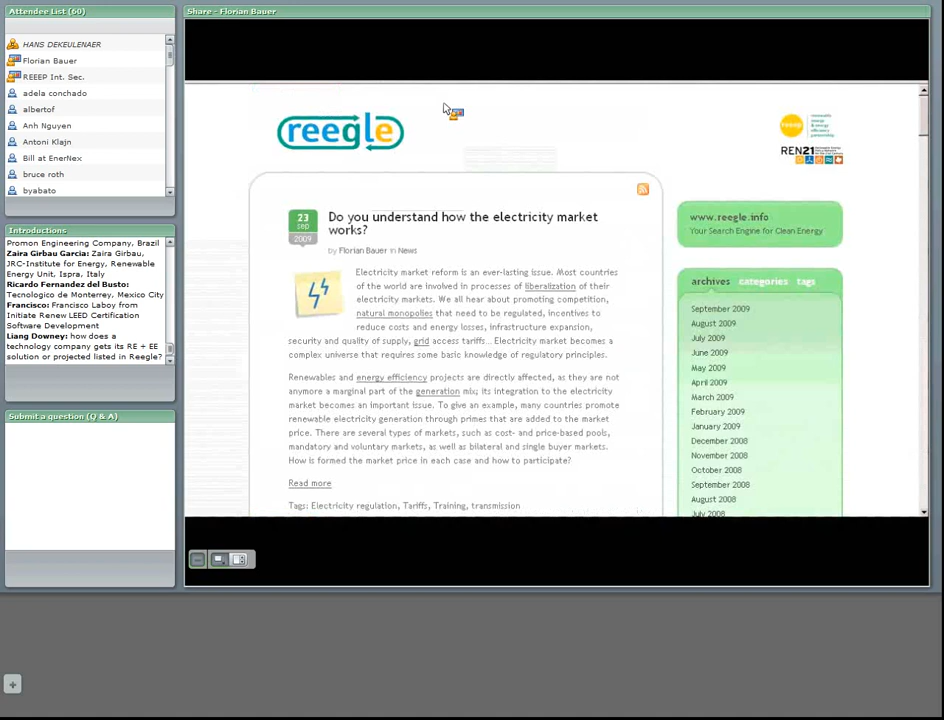 Attendee List (60)
HANS DEKEULENAER
Florian Bauer
REEEP Int. Sec.
adela conchado
albertof
Anh Nguyen
Antoni Klajn
Bill at EnerNex
bruce roth
byabato
Introductions
Promon Engineering Company, Brazil
Zaira Girbau Garcia: Zaira Girbau,
JRC-Institute for Energy, Renewable
Energy Unit, Ispra, Italy
Ricardo Fernandez del Busto:
Tecnologico de Monterrey, Mexico City
Francisco: Francisco Laboy from
Initiate Renew LEED Certification
Software Development
Liang Downey: how does a
technology company gets its RE + EE
solution or projected listed in Reegle?
Submit a question (Q & A)
Share - Florian Bauer
reegle
reeep
renewable
energy
& energy
efficiency
partnership
REN21
23
sep
2009
Do you understand how the electricity market
works?
by Florian Bauer in News
Electricity market reform is an ever-lasting issue. Most countries
of the world are involved in processes of liberalization of their
electricity markets. We all hear about promoting competition,
natural monopolies that need to be regulated, incentives to
reduce costs and energy losses, infrastructure expansion,
security and quality of supply, grid access tariffs... Electricity market becomes a
complex universe that requires some basic knowledge of regulatory principles.
Renewables and energy efficiency projects are directly affected, as they are not
anymore a marginal part of the generation mix; its integration to the electricity
market becomes an important issue. To give an example, many countries promote
renewable electricity generation through primes that are added to the market
price. There are several types of markets, such as cost- and price-based pools,
mandatory and voluntary markets, as well as bilateral and single buyer markets.
How is formed the market price in each case and how to participate?
Read more
Tags: Electricity regulation, Tariffs, Training, transmission
www.reegle.info
Your Search Engine for Clean Energy
archives categories tags
September 2009
August 2009
July 2009
June 2009
May 2009
April 2009
March 2009
February 2009
January 2009
December 2008
November 2008
October 2008
September 2008
August 2008
July 2008